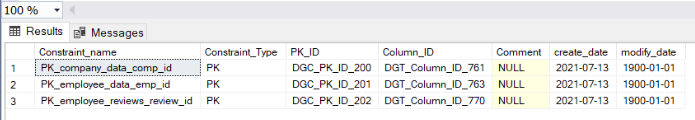 100 %
Results Messages
Constraint_name Constraint_Type PK_ID Column_ID Comment create_date modify_date
1 PK_company_data_comp_id PK DGC_PK_ID_200 DGT_Column_ID_761 NULL 2021-07-13 1900-01-01
2 PK_employee_data_emp_id PK DGC_PK_ID_201 DGT_Column_ID_763 NULL 2021-07-13 1900-01-01
3 PK_employee_reviews_review_id PK DGC_PK_ID_202 DGT_Column_ID_770 NULL 2021-07-13 1900-01-01